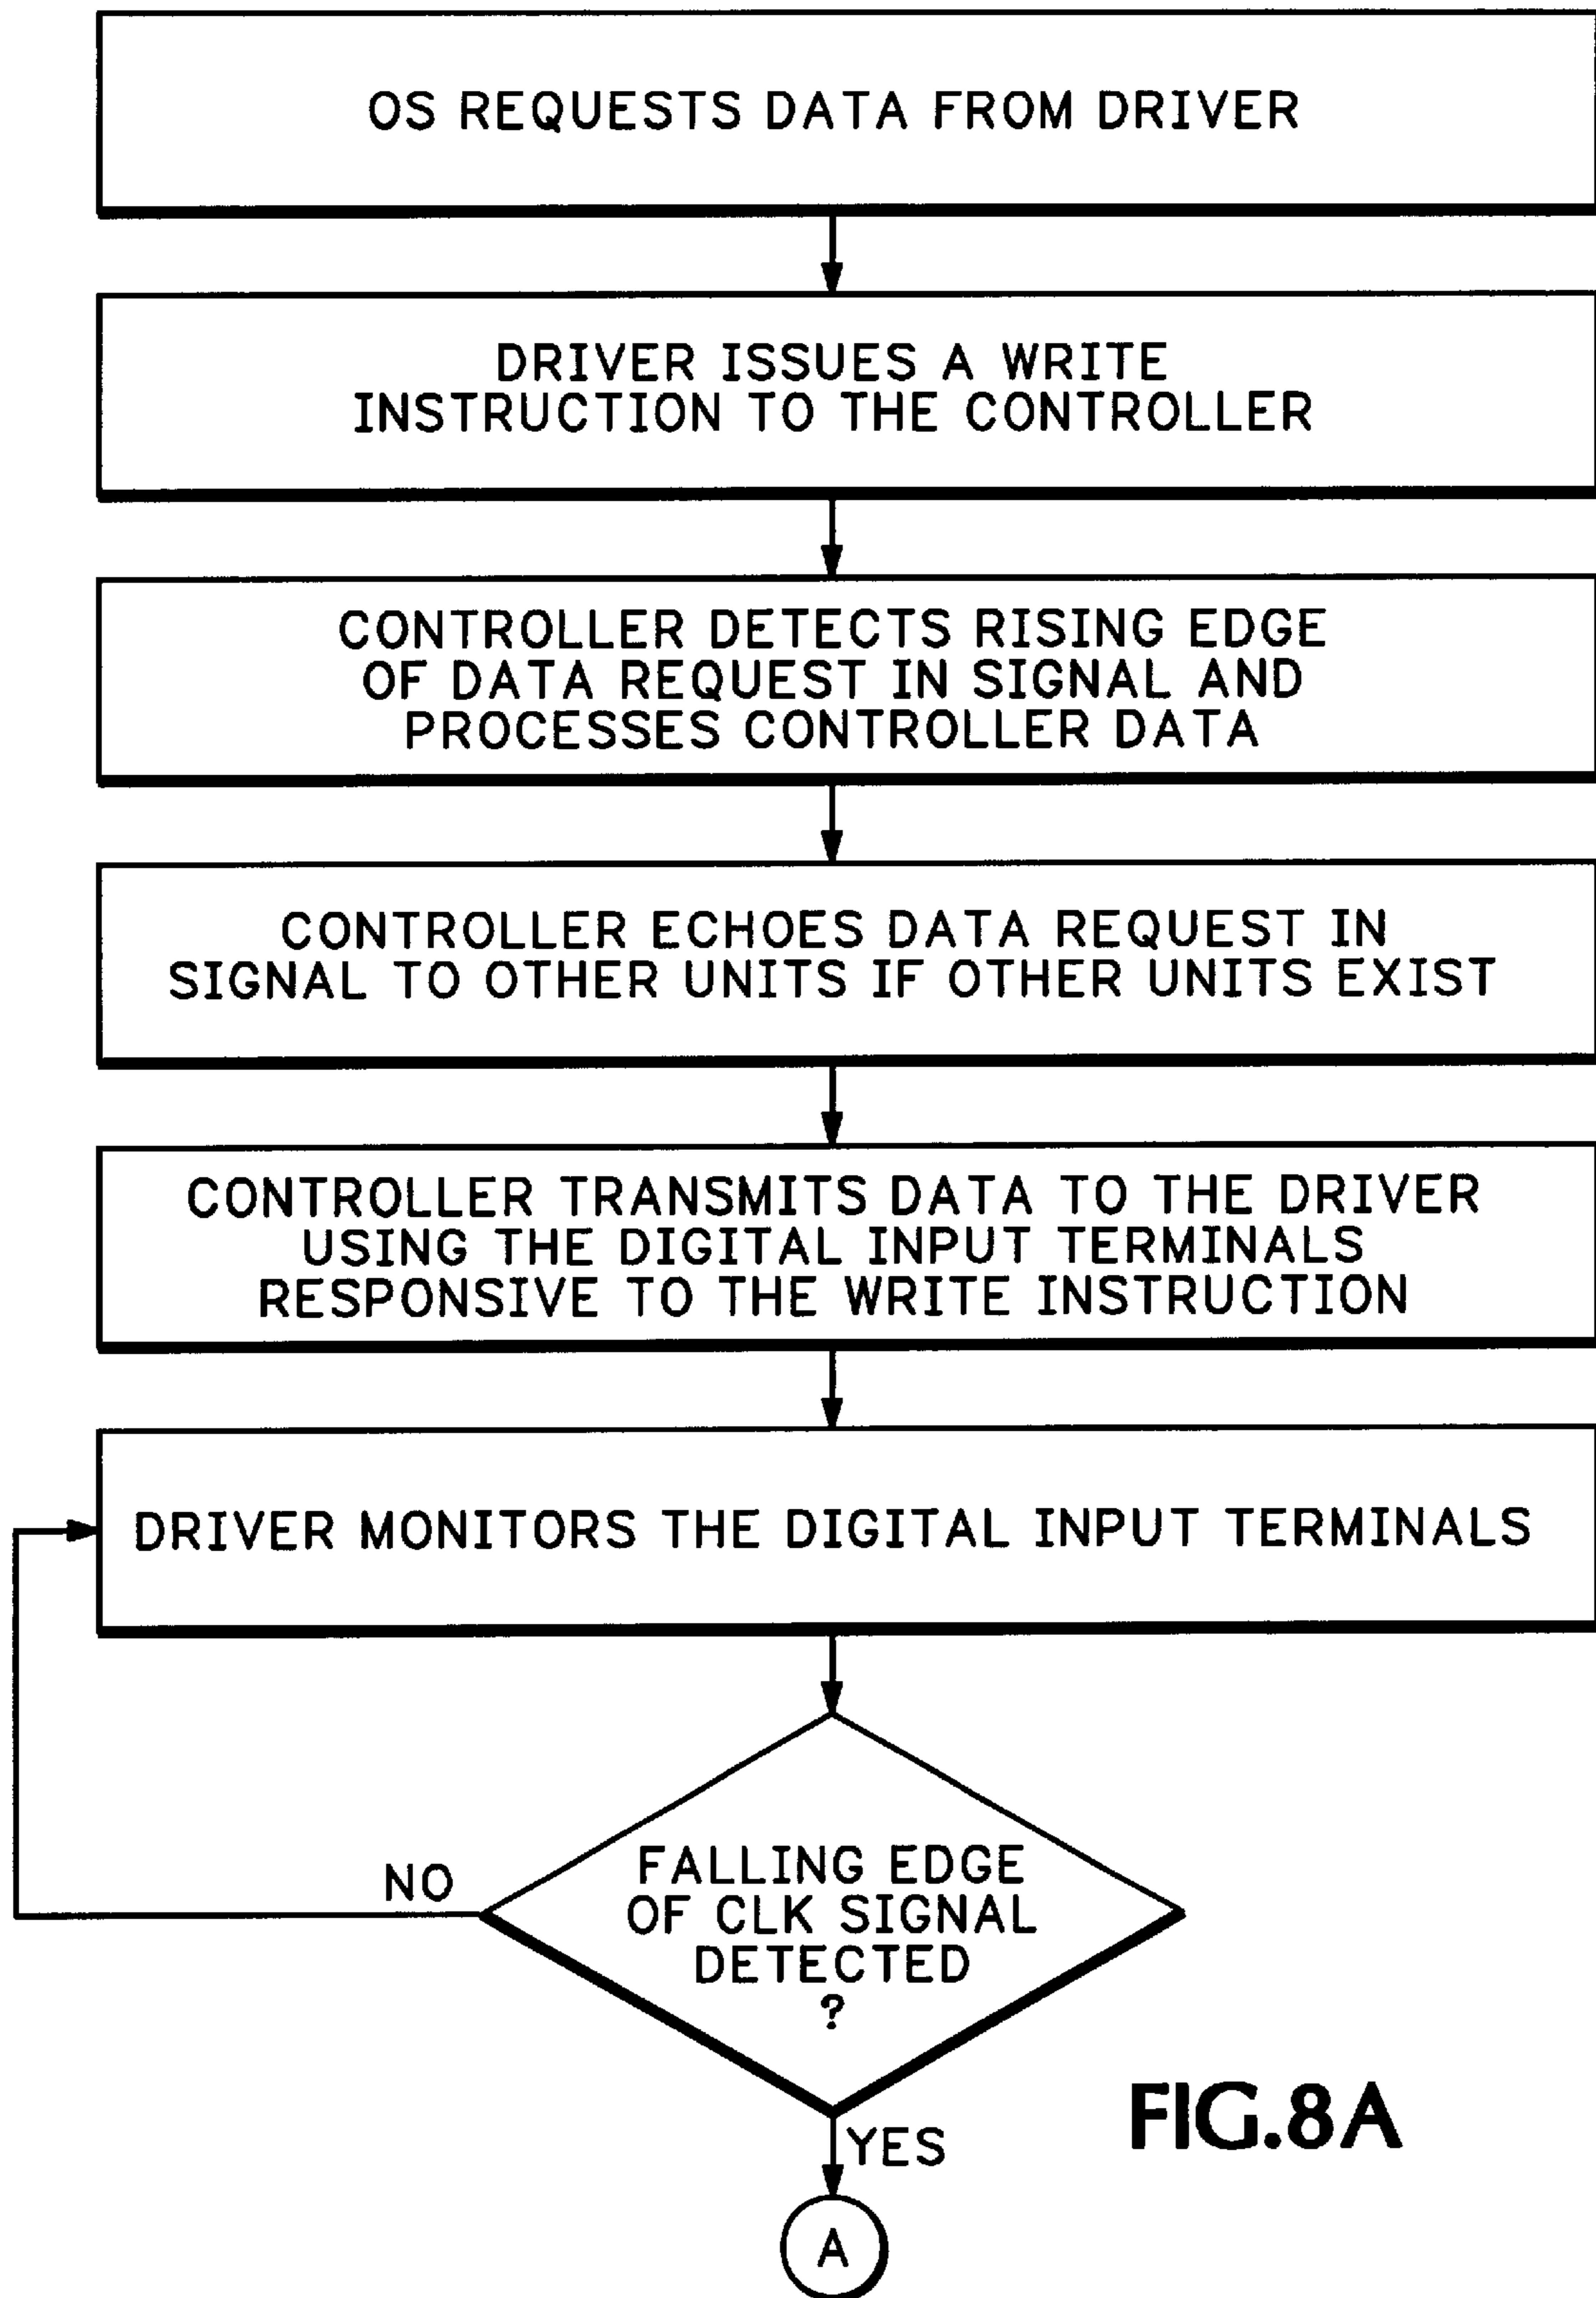 OS REQUESTS DATA FROM DRIVER
DRIVER ISSUES A WRITE
INSTRUCTION TO THE CONTROLLER
CONTROLLER DETECTS RISING EDGE
OF DATA REQUEST IN SIGNAL AND
PROCESSES CONTROLLER DATA
CONTROLLER ECHOES DATA REQUEST IN
SIGNAL TO OTHER UNITS IF OTHER UNITS EXIST
CONTROLLER TRANSMITS DATA TO THE DRIVER
USING THE DIGITAL INPUT TERMINALS
RESPONSIVE TO THE WRITE INSTRUCTION
DRIVER MONITORS THE DIGITAL INPUT TERMINALS
NO
FALLING EDGE
OF CLK SIGNAL
DETECTED
?
YES
FIG.8A
A